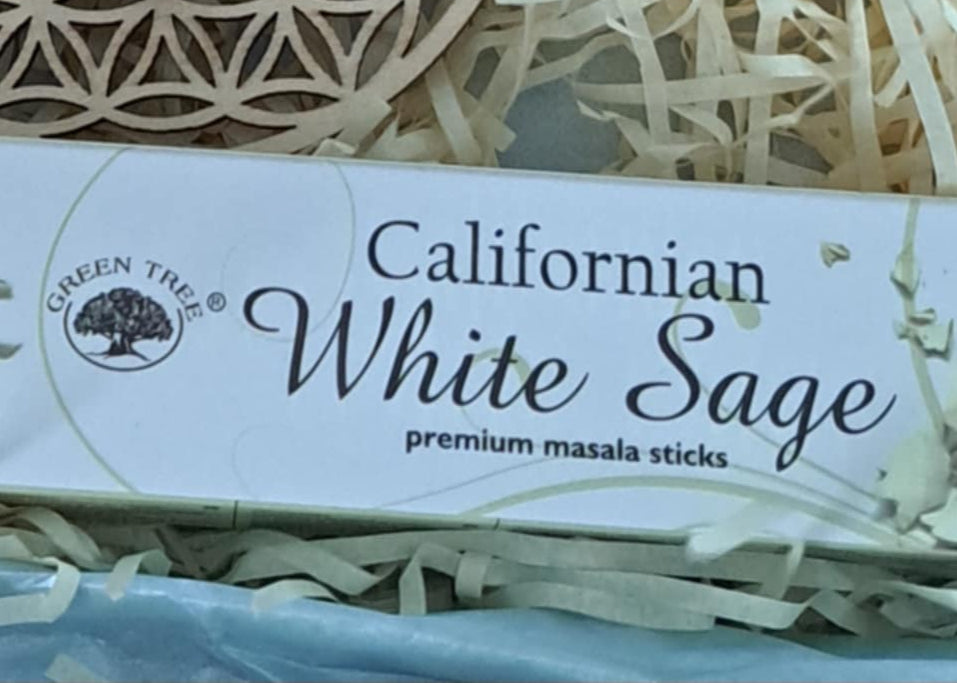 GREEN TREE®
Californian
White Sage
premium masala sticks